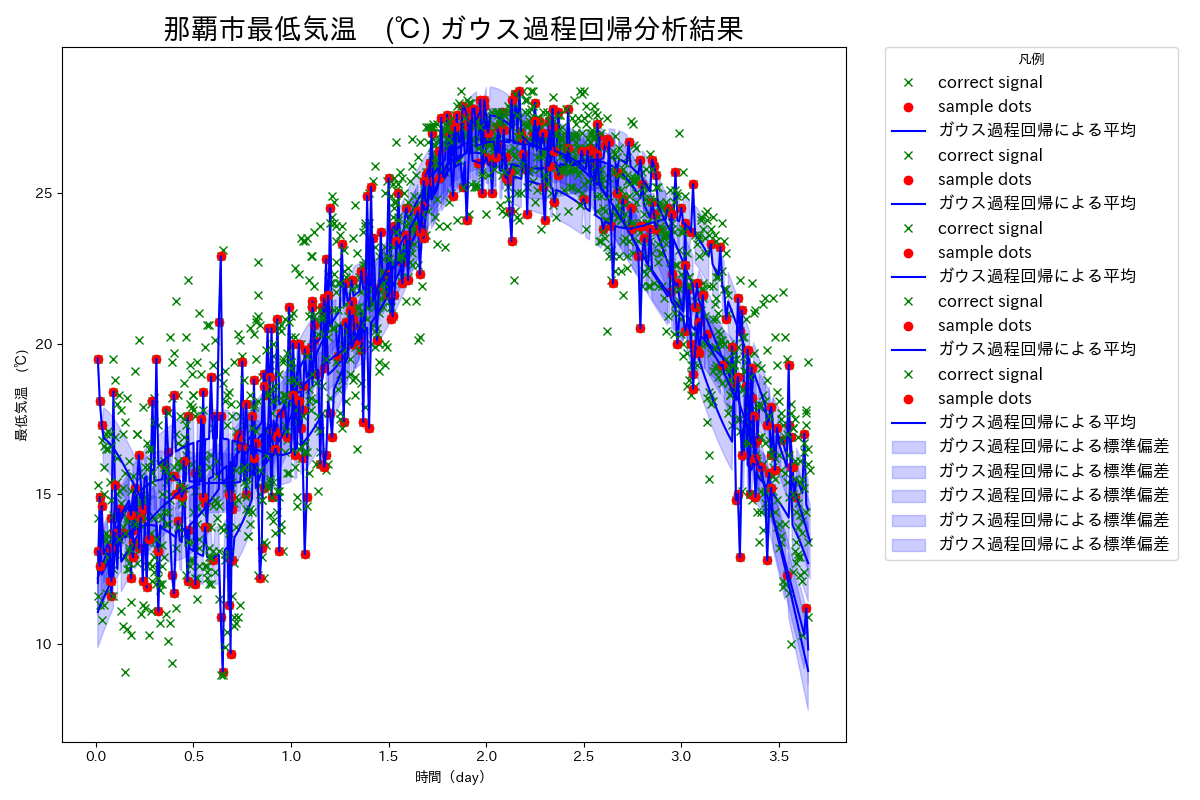 那覇市最低気温　(℃) ガウス過程回帰分析結果
最低気温　(℃)
25
20
15
10
0.0 0.5 1.0 1.5 2.0 2.5 3.0 3.5
時間（day）
凡例
correct signal
sample dots
ガウス過程回帰による平均
correct signal
sample dots
ガウス過程回帰による平均
correct signal
sample dots
ガウス過程回帰による平均
correct signal
sample dots
ガウス過程回帰による平均
correct signal
sample dots
ガウス過程回帰による平均
ガウス過程回帰による標準偏差
ガウス過程回帰による標準偏差
ガウス過程回帰による標準偏差
ガウス過程回帰による標準偏差
ガウス過程回帰による標準偏差